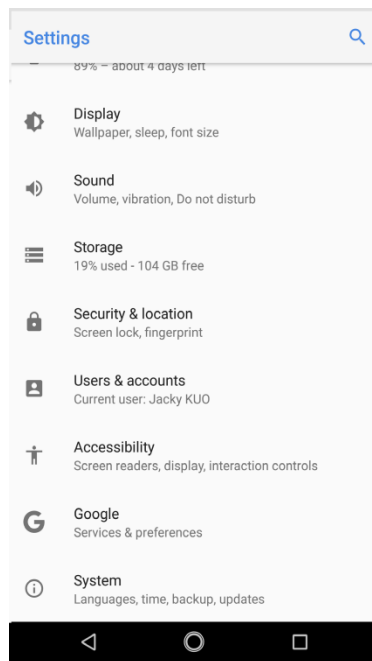 Settings
89% – about 4 days left
Display
Wallpaper, sleep, font size
Sound
Volume, vibration, Do not disturb
Storage
19% used - 104 GB free
Security & location
Screen lock, fingerprint
Users & accounts
Current user: Jacky KUO
Accessibility
Screen readers, display, interaction controls
Google
Services & preferences
System
Languages, time, backup, updates